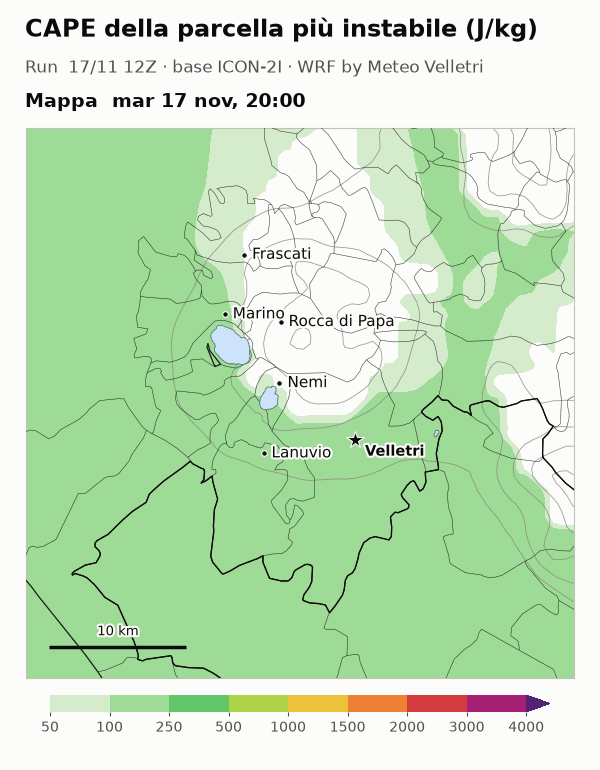 CAPE della parcella più instabile (J/kg)
Run  17/11 12Z · base ICON-2I · WRF by Meteo Velletri
Mappa  mar 17 nov, 20:00
Frascati
Marino
Rocca di Papa
Nemi
Velletri
Lanuvio
10 km
50 100 250 500 1000 1500 2000 3000 4000